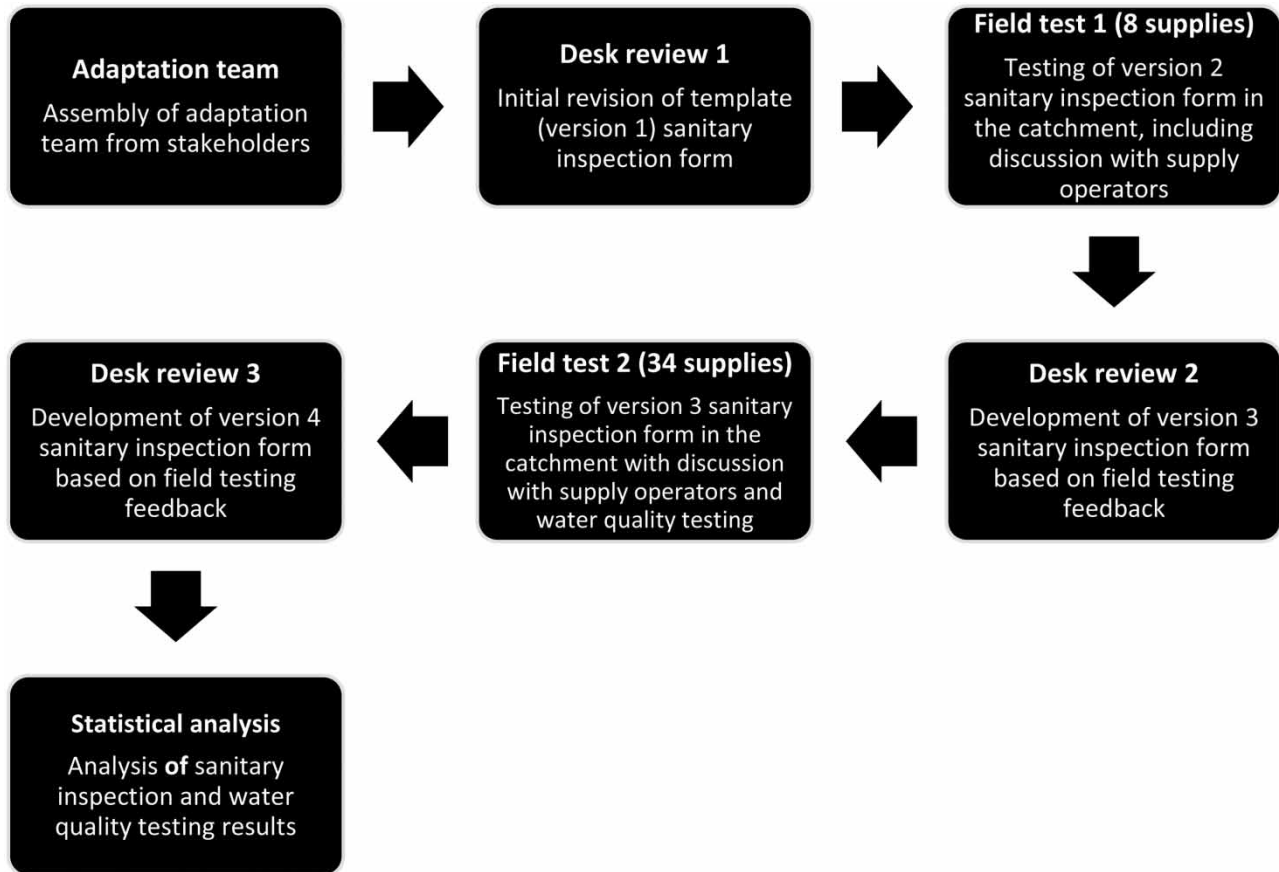 Adaptation team
Assembly of adaptation
team from stakeholders
Desk review 1
Initial revision of template
(version 1) sanitary
inspection form
Field test 1 (8 supplies)
Testing of version 2
sanitary inspection form in
the catchment, including
discussion with supply
operators
Desk review 2
Development of version 3
sanitary inspection form
based on field testing
feedback
Field test 2 (34 supplies)
Testing of version 3 sanitary
inspection form in the
catchment with discussion
with supply operators and
water quality testing
Desk review 3
Development of version 4
sanitary inspection form
based on field testing
feedback
Statistical analysis
Analysis of sanitary
inspection and water
quality testing results